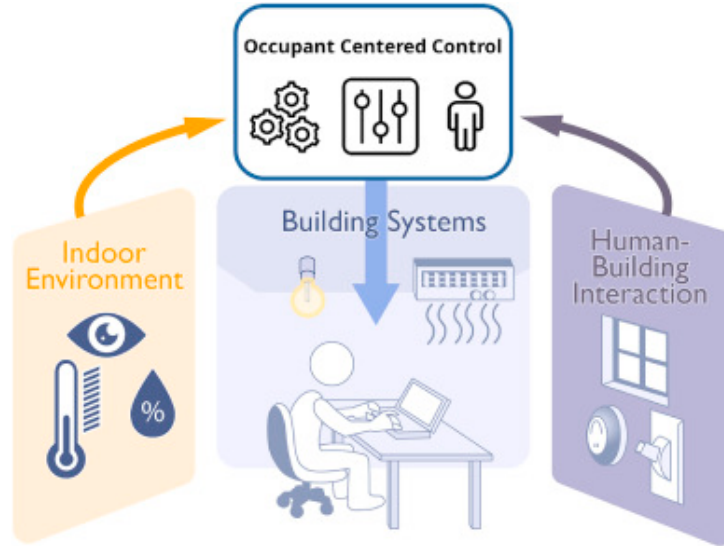 Occupant Centered Control
Building Systems
Indoor
Environment
%
Human-
Building
Interaction